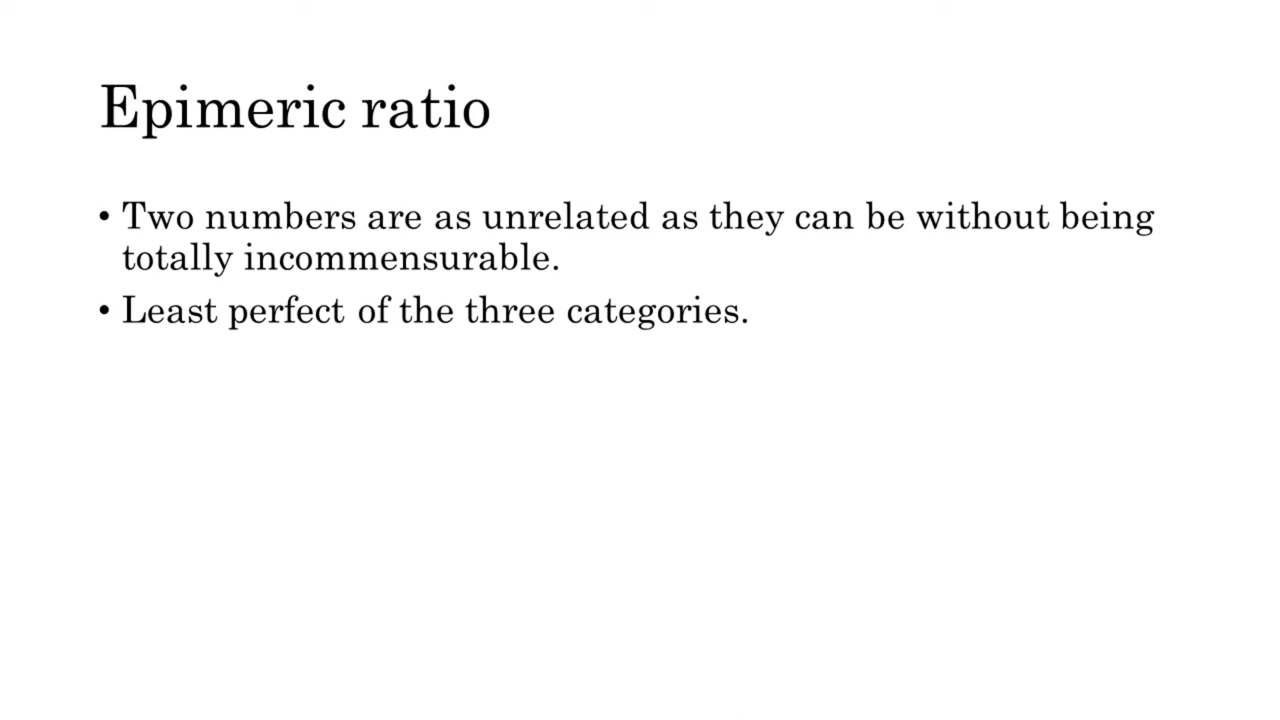 Epimeric ratio
• Two numbers are as unrelated as they can be without being
totally incommensurable.
• Least perfect of the three categories.